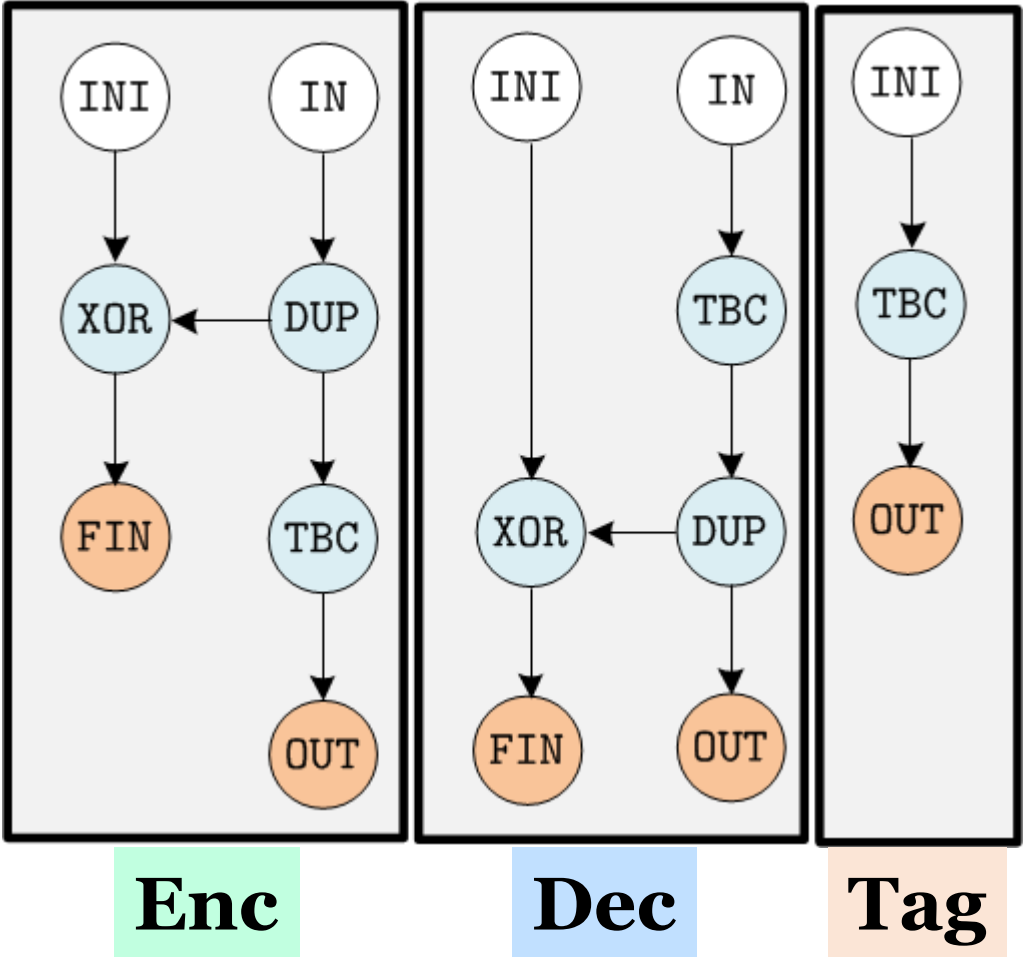 INI IN
XOR DUP
FIN TBC
OUT
Enc
INI IN
TBC
XOR DUP
FIN OUT
Dec
INI
TBC
OUT
Tag